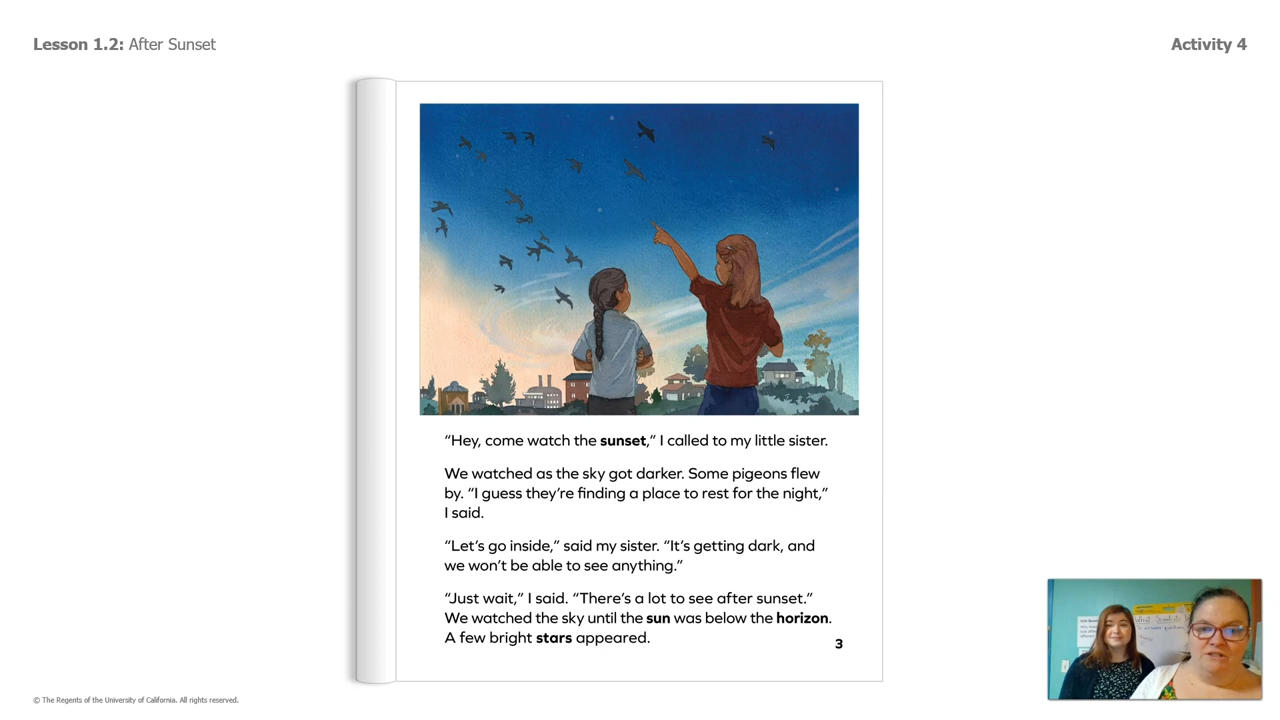 Lesson 1.2: After Sunset
Activity 4
“Hey, come watch the sunset,” I called to my little sister.
We watched as the sky got darker. Some pigeons flew
by. “I guess they’re finding a place to rest for the night,”
I said.
“Let’s go inside,” said my sister. “It’s getting dark, and
we won’t be able to see anything.”
“Just wait,” I said. “There’s a lot to see after sunset.”
We watched the sky until the sun was below the horizon.
A few bright stars appeared.
3
© The Regents of the University of California. All rights reserved.